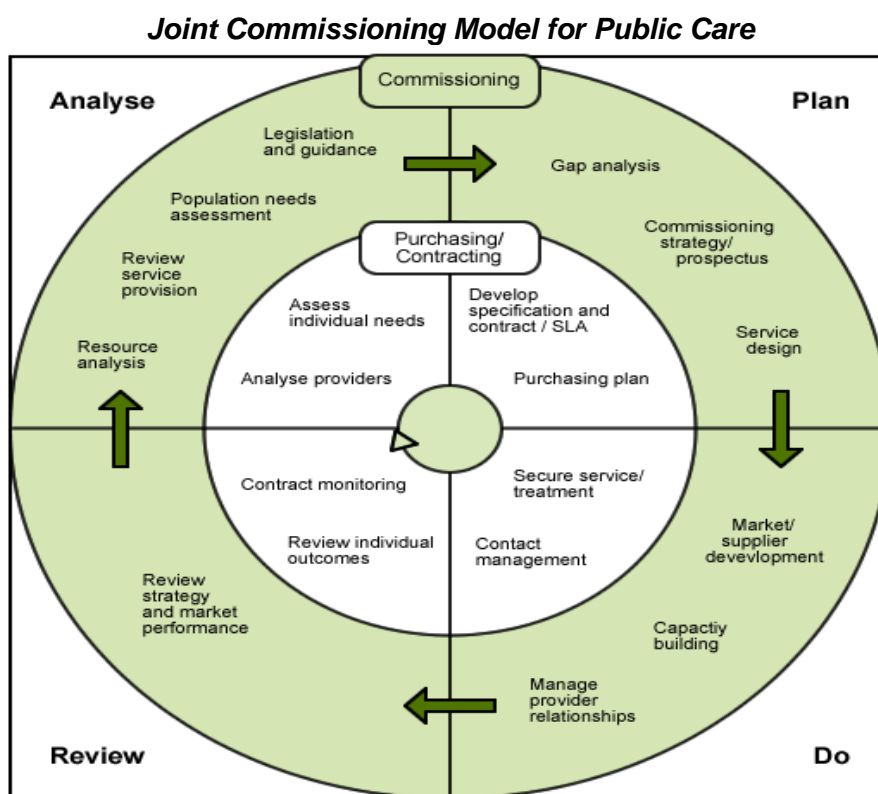 Joint Commissioning Model for Public Care
Commissioning
Analyse
Plan
Legislation
and guidance
Gap analysis
Population needs
assessment
Commissioning
strategy/
prospectus
Purchasing/
Contracting
Review
service
provision
Assess
individual needs
Develop
specification and
contract / SLA
Resource
analysis
Service
design
Analyse providers
Purchasing plan
Contract monitoring
Secure service/
treatment
Review individual
outcomes
Contact
management
Market/
supplier
devevlopment
Review
strategy
and market
performance
Capactiy
building
Manage
provider
relationships
Review
Do